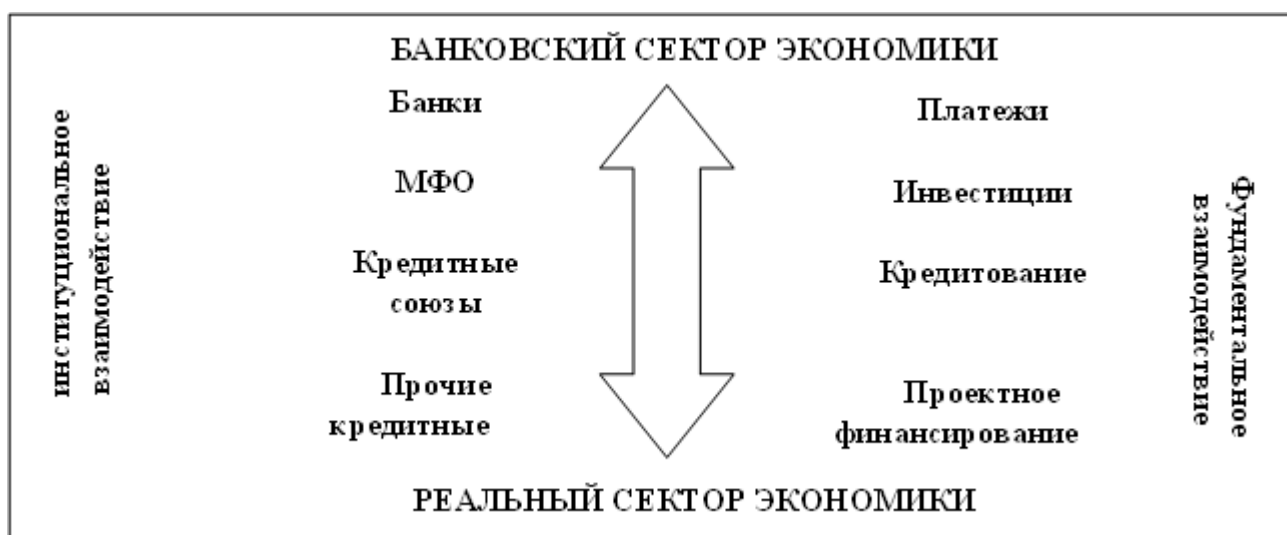 БАНКОВСКИЙ СЕКТОР ЭКОНОМИКИ
институциональное
взаимодействие
Банки
МФО
Кредитные
союзы
Прочие
кредитные
Платежи
Инвестиции
Кредитование
Проектное
финансирование
Фундаментальное
взаимодействие
РЕАЛЬНЫЙ СЕКТОР ЭКОНОМИКИ